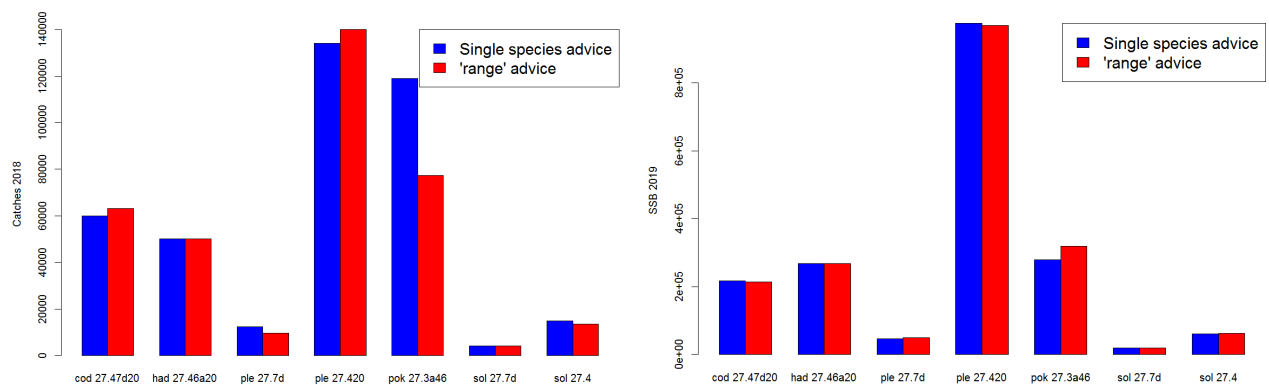 Catches 2018
140000
120000
100000
80000
60000
40000
20000
0
Single species advice
'range' advice
cod 27.47d20 had 27.46a20 ple 27.7d ple 27.420 pok 27.3a46 sol 27.7d sol 27.4
SSB 2019
8e+05
6e+05
4e+05
2e+05
0e+00
Single species advice
'range' advice
cod 27.47d20 had 27.46a20 ple 27.7d ple 27.420 pok 27.3a46 sol 27.7d sol 27.4